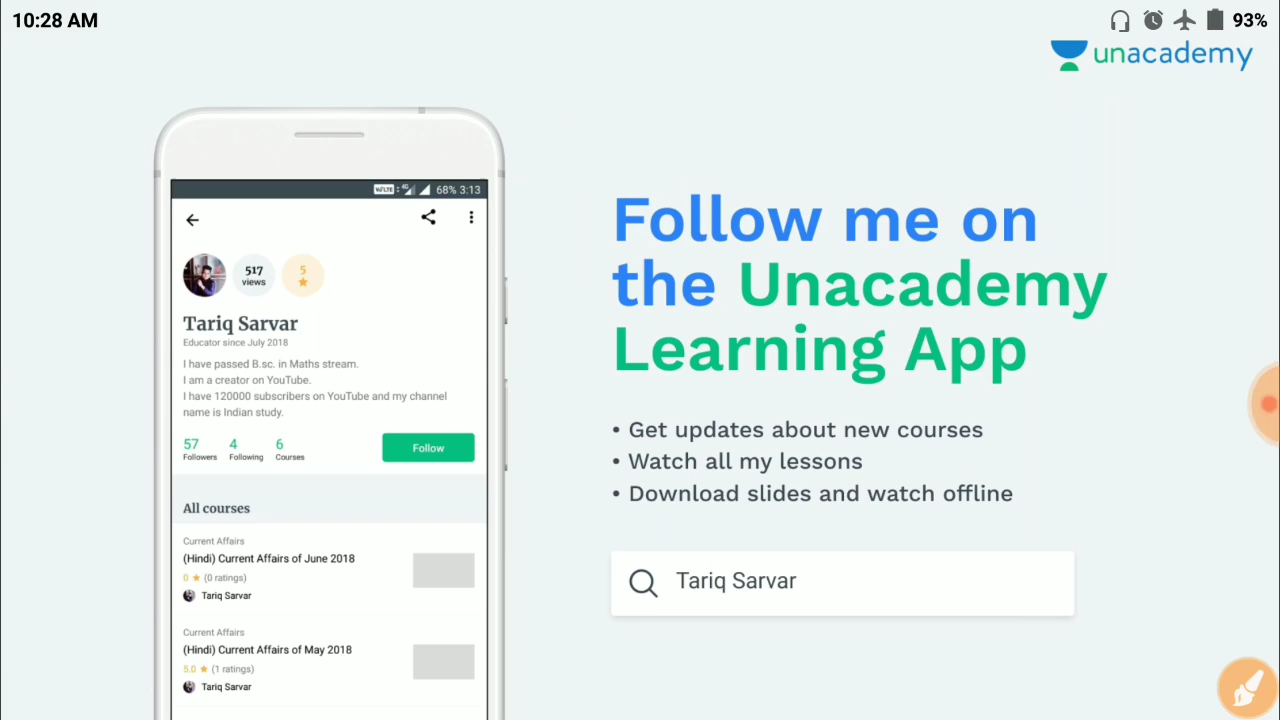 10:28 AM
93%
unacademy
VoLTE 4G 68% 3:13
517
views
5
Tariq Sarvar
Educator since July 2018
I have passed B.sc. in Maths stream.
I am a creator on YouTube.
I have 120000 subscribers on YouTube and my channel
name is Indian study.
57 4 6
Followers Following Courses
Follow
All courses
Current Affairs
(Hindi) Current Affairs of June 2018
0 ★ (0 ratings)
Tariq Sarvar
Current Affairs
(Hindi) Current Affairs of May 2018
5.0 ★ (1 ratings)
Tariq Sarvar
Follow me on
the Unacademy
Learning App
• Get updates about new courses
• Watch all my lessons
• Download slides and watch offline
Tariq Sarvar